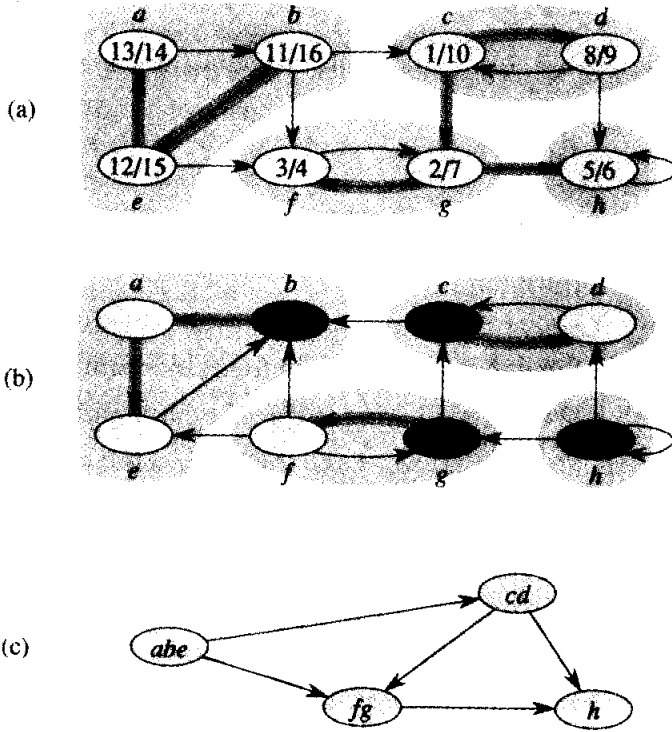 a b c d
13/14 11/16 1/10 8/9
(a)
12/15 3/4 2/7 5/6
e f g h
a b c d
(b)
e f g h
cd
(c) abe
fg h